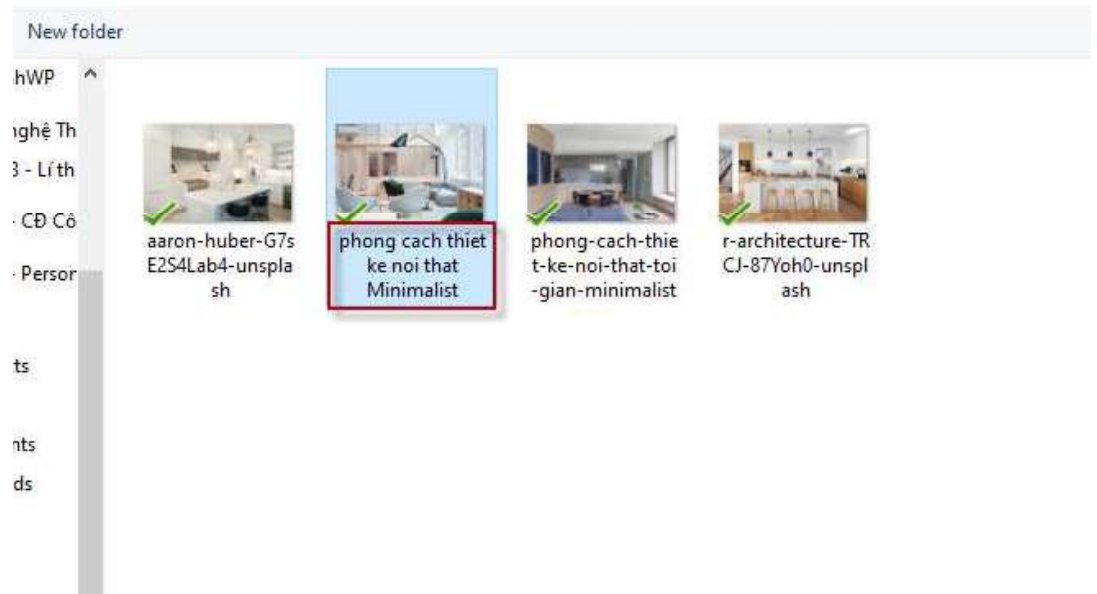 New folder
hWP
nghệ Th
3 - Lí th
- CĐ Cô
- Person
ts
nts
ds
aaron-huber-G7s
E2S4Lab4-unspla
sh
phong cach thiet
ke noi that
Minimalist
phong-cach-thie
t-ke-noi-that-toi
-gian-minimalist
r-architecture-TR
CJ-87Yoh0-unspl
ash